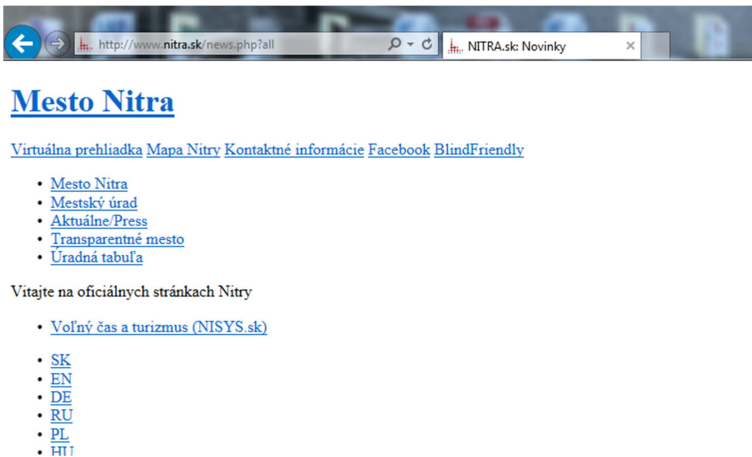 http://www.nitra.sk/news.php?all
NITRA.sk: Novinky
Mesto Nitra
Virtuálna prehliadka Mapa Nitry Kontaktné informácie Facebook BlindFriendly
• Mesto Nitra
• Mestský úrad
• Aktuálne/Press
• Transparentné mesto
• Úradná tabuľa
Vitajte na oficiálnych stránkach Nitry
• Voľný čas a turizmus (NISYS.sk)
• SK
• EN
• DE
• RU
• PL
• HU